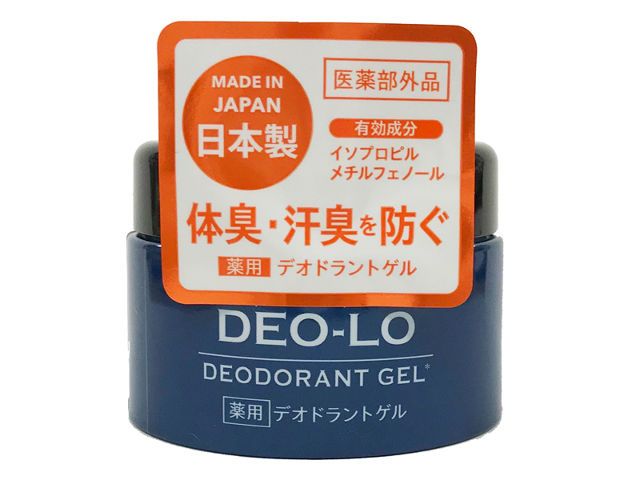 MADE IN
JAPAN
日本製
医薬部外品
有効成分
イソプロピル
メチルフェノール
体臭・汗臭を防ぐ
薬用 デオドラントゲル
DEO-LO
DEODORANT GEL*
薬用 デオドラントゲル